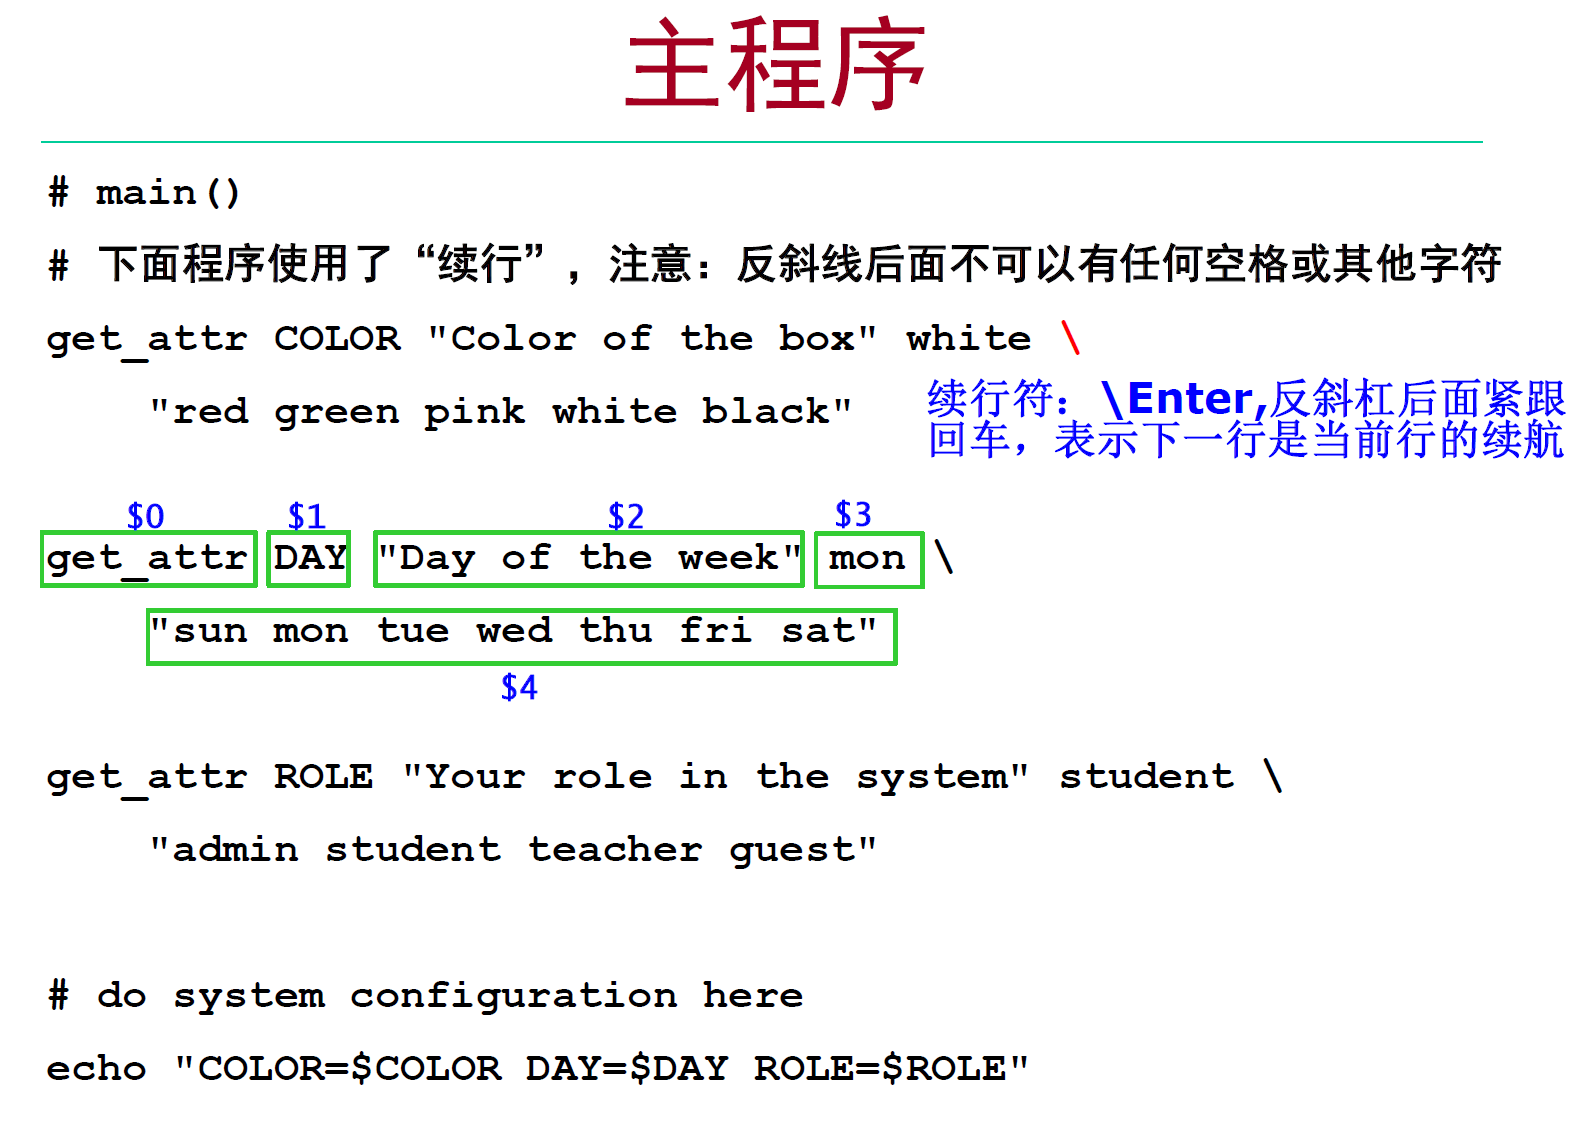 主程序
# main()
# 下面程序使用了“续行”，注意：反斜线后面不可以有任何空格或其他字符
get_attr COLOR "Color of the box" white \
"red green pink white black"
续行符：\Enter,反斜杠后面紧跟
回车，表示下一行是当前行的续航
$0 $1 $2 $3
get_attr DAY "Day of the week" mon \
"sun mon tue wed thu fri sat"
$4
get_attr ROLE "Your role in the system" student \
"admin student teacher guest"
# do system configuration here
echo "COLOR=$COLOR DAY=$DAY ROLE=$ROLE"